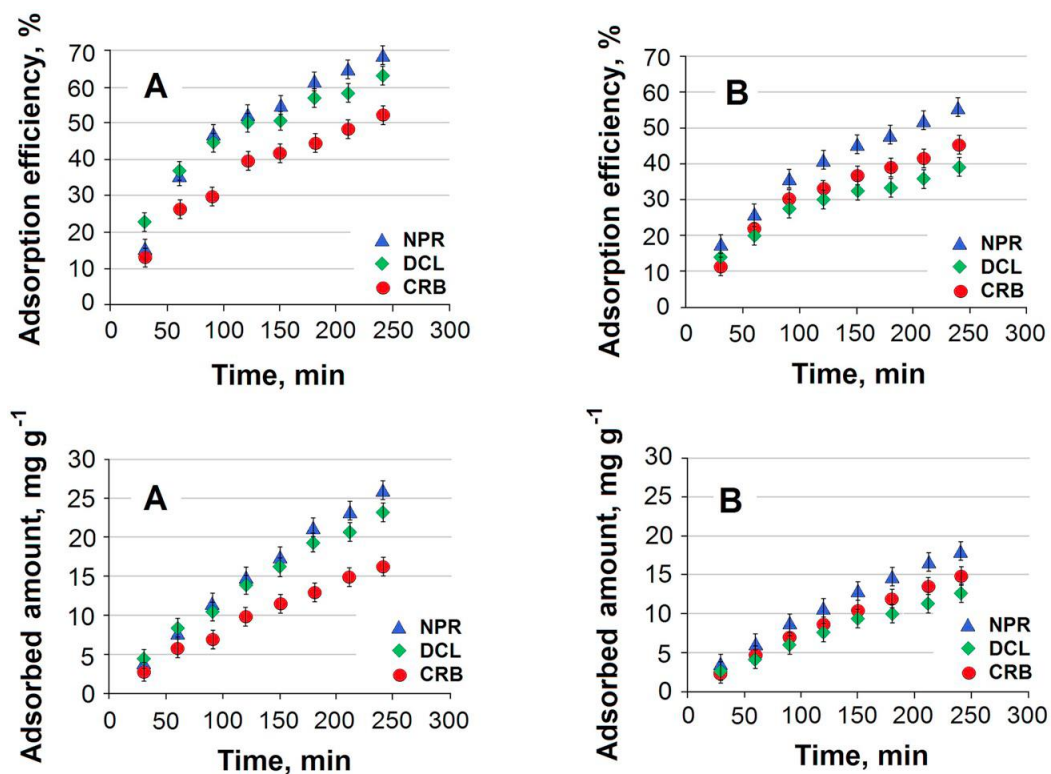 Adsorption efficiency, %
70
60
50
40
30
20
10
0
A
NPR
DCL
CRB
0 50 100 150 200 250 300
Time, min
Adsorption efficiency, %
70
60
50
40
30
20
10
0
B
NPR
DCL
CRB
0 50 100 150 200 250 300
Time, min
Adsorbed amount, mg g⁻¹
30
25
20
15
10
5
0
A
NPR
DCL
CRB
0 50 100 150 200 250 300
Time, min
Adsorbed amount, mg g⁻¹
30
25
20
15
10
5
0
B
NPR
DCL
CRB
0 50 100 150 200 250 300
Time, min